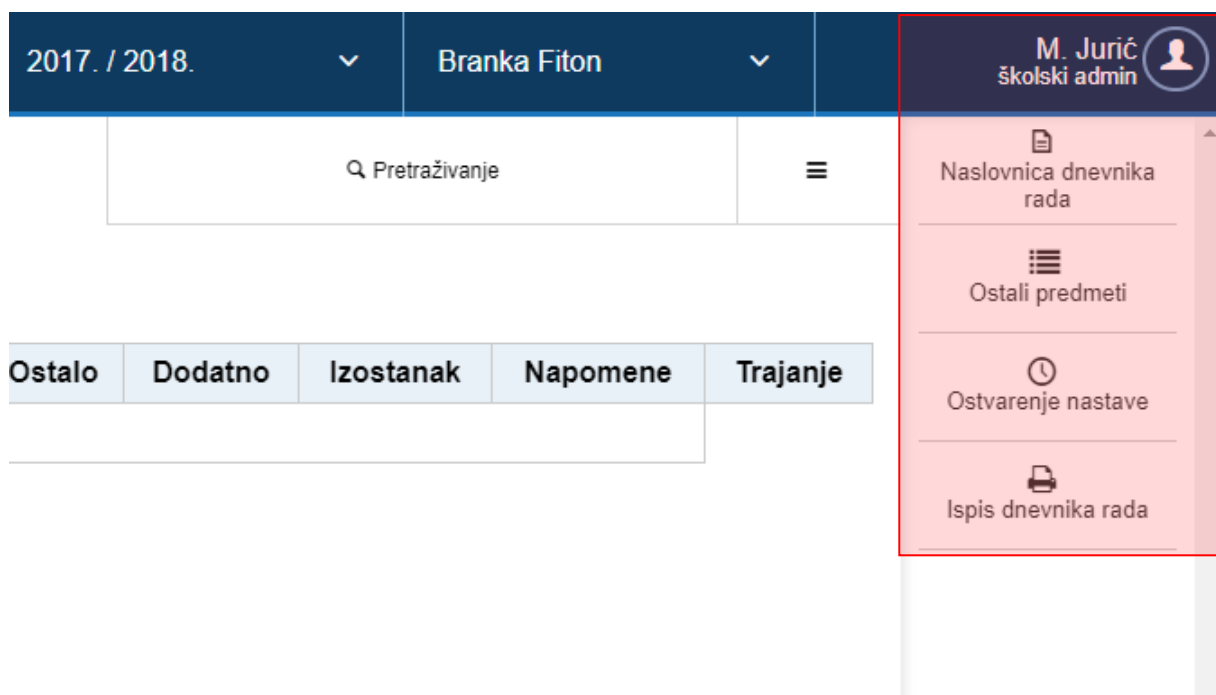 2017. / 2018.
Branka Fiton
M. Jurić
školski admin
Pretraživanje
Naslovnica dnevnika
rada
Ostali predmeti
Ostalo Dodatno Izostanak Napomene Trajanje
Ostvarenje nastave
Ispis dnevnika rada